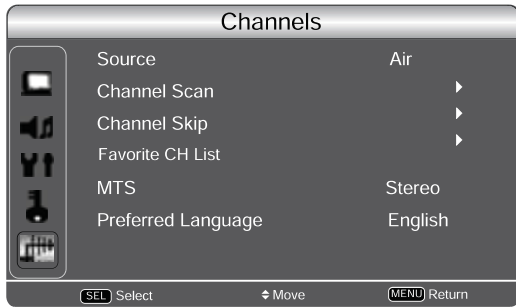 Channels
Source Air
Channel Scan
Channel Skip
Favorite CH List
MTS Stereo
Preferred Language English
SEL Select Move MENU Return